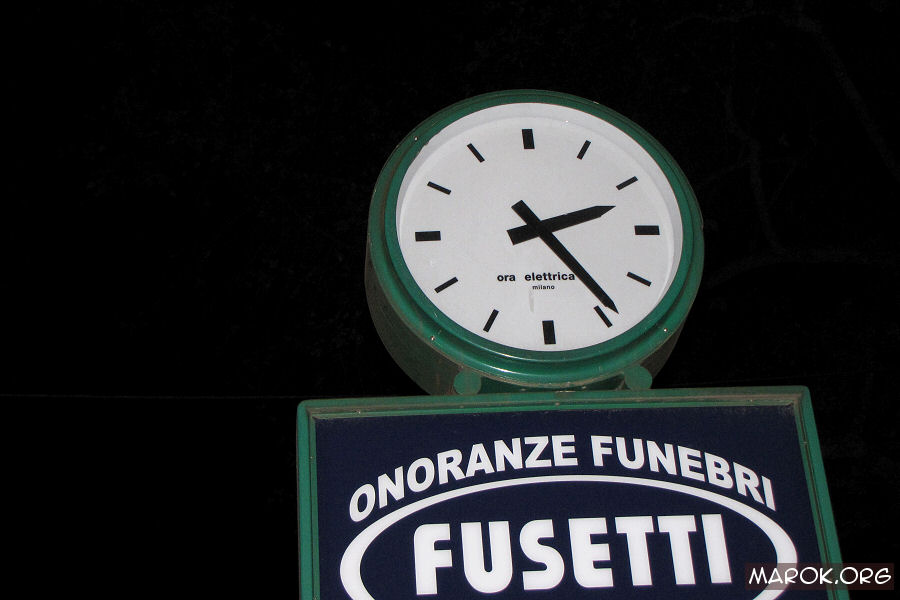 ora elettrica
milano
ONORANZE FUNEBRI
FUSETTI
MAROK.ORG